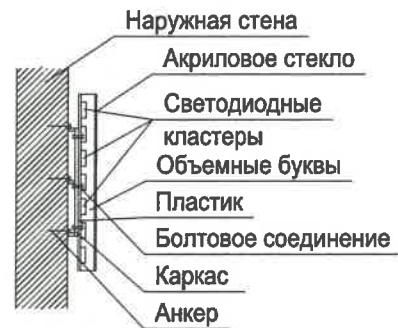 Наружная стена
Акриловое стекло
Светодиодные
кластеры
Объемные буквы
Пластик
Болтовое соединение
Каркас
Анкер